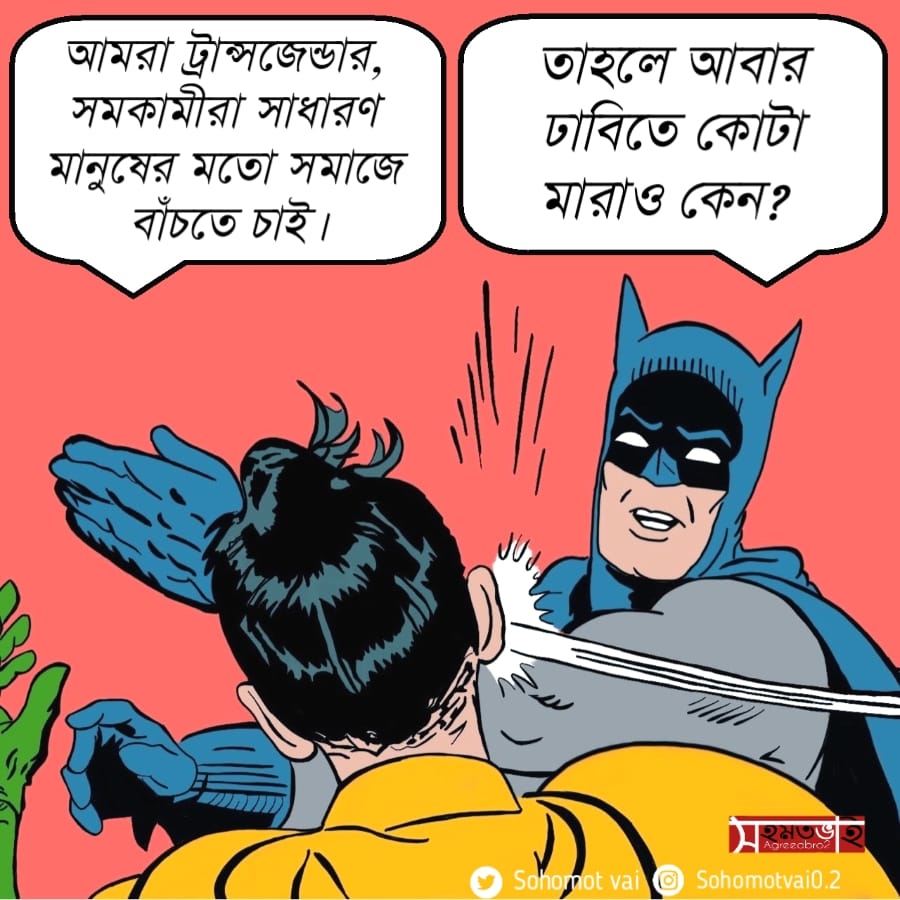 আমরা ট্রান্সজেন্ডার,
সমকামীরা সাধারণ
মানুষের মতো সমাজে
বাঁচতে চাই।
তাহলে আবার
ঢাবিতে কোটা
মারাও কেন?
সহমতভাই
Agreeabro2
Sohomot vai
Sohomotvai0.2